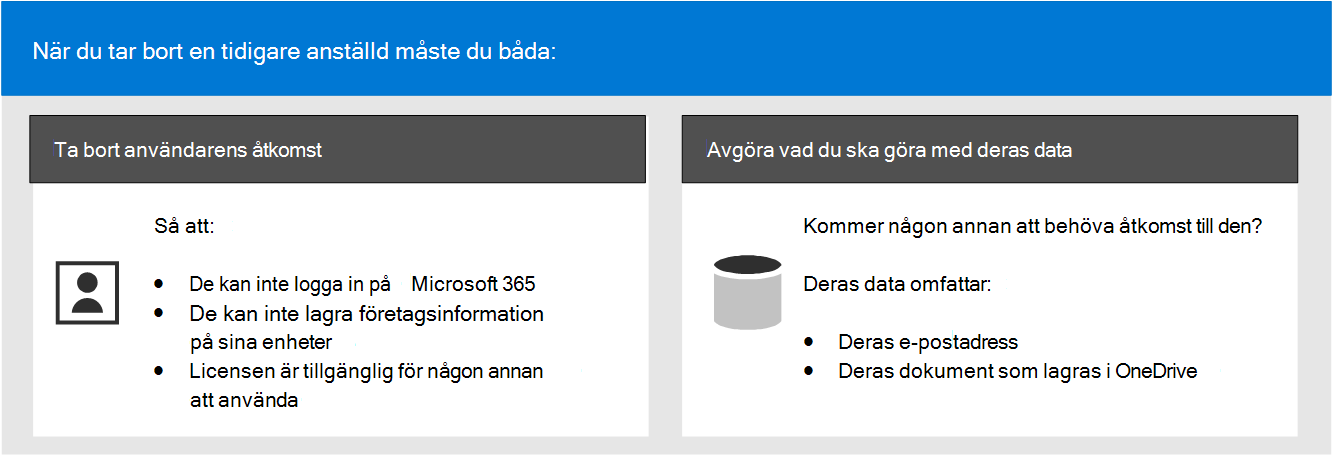 När du tar bort en tidigare anställd måste du båda:
Ta bort användarens åtkomst
Så att:
• De kan inte logga in på Microsoft 365
• De kan inte lagra företagsinformation
på sina enheter
• Licensen är tillgänglig för någon annan
att använda
Avgöra vad du ska göra med deras data
Kommer någon annan att behöva åtkomst till den?
Deras data omfattar:
• Deras e-postadress
• Deras dokument som lagras i OneDrive